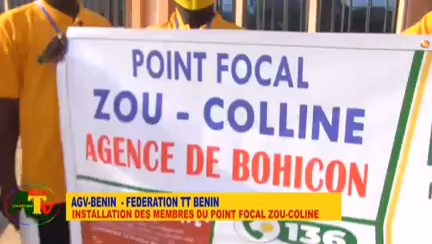 POINT FOCAL
ZOU - COLLINE
AGENCE DE BOHICON
136
AGV-BENIN - FEDERATION TT BENIN
INSTALLATION DES MEMBRES DU POINT FOCAL ZOU-COLINE